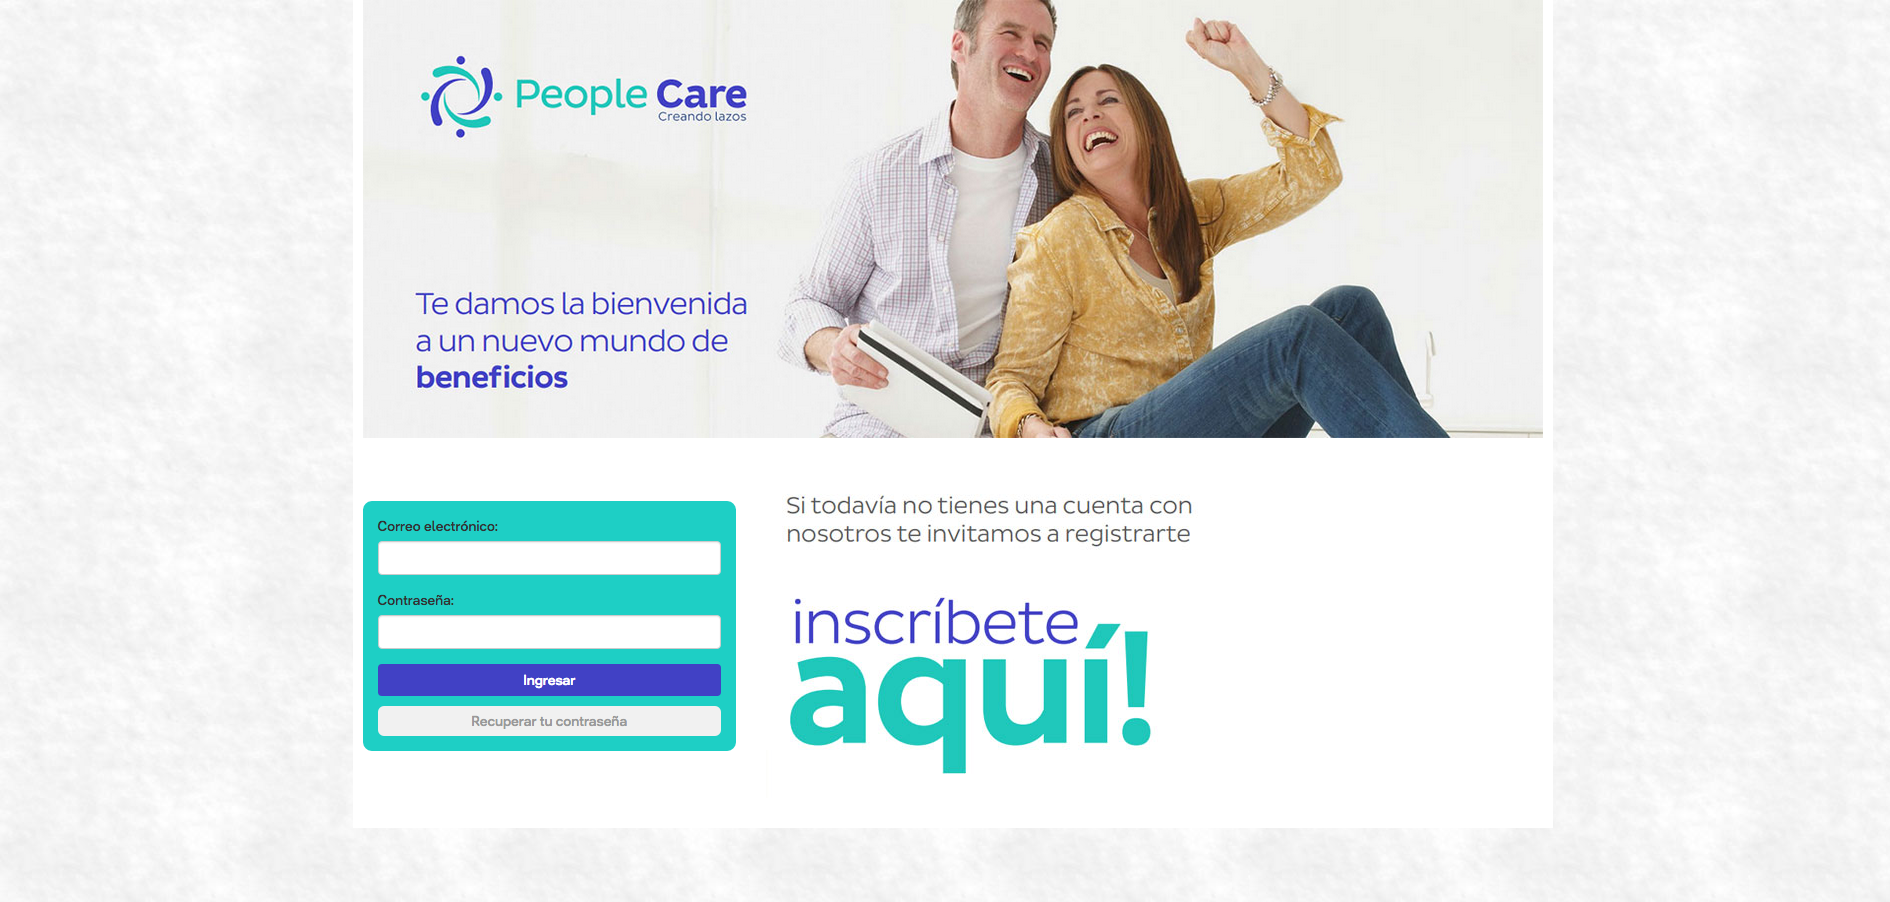 People Care
Creando lazos
Te damos la bienvenida
a un nuevo mundo de
beneficios
Correo electrónico:
Contraseña:
Ingresar
Recuperar tu contraseña
Si todavía no tienes una cuenta con
nosotros te invitamos a registrarte
inscríbete
aquí!